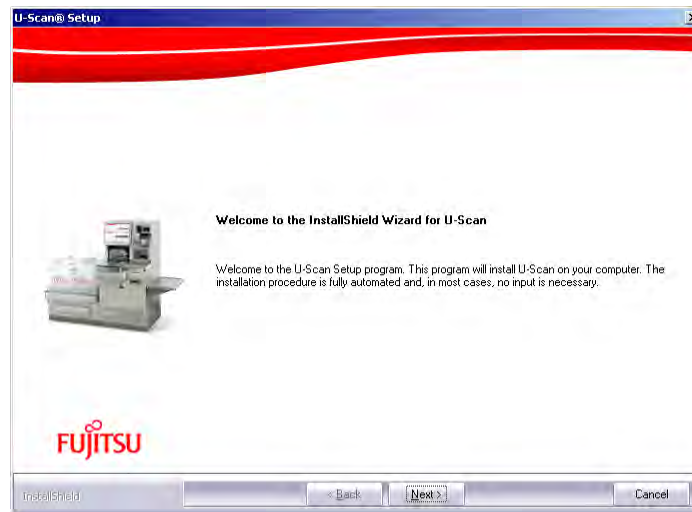 U-Scan® Setup
Welcome to the InstallShield Wizard for U-Scan
Welcome to the U-Scan Setup program. This program will install U-Scan on your computer. The
installation procedure is fully automated and, in most cases, no input is necessary.
FUJITSU
InstallShield
< Back
Next >
Cancel